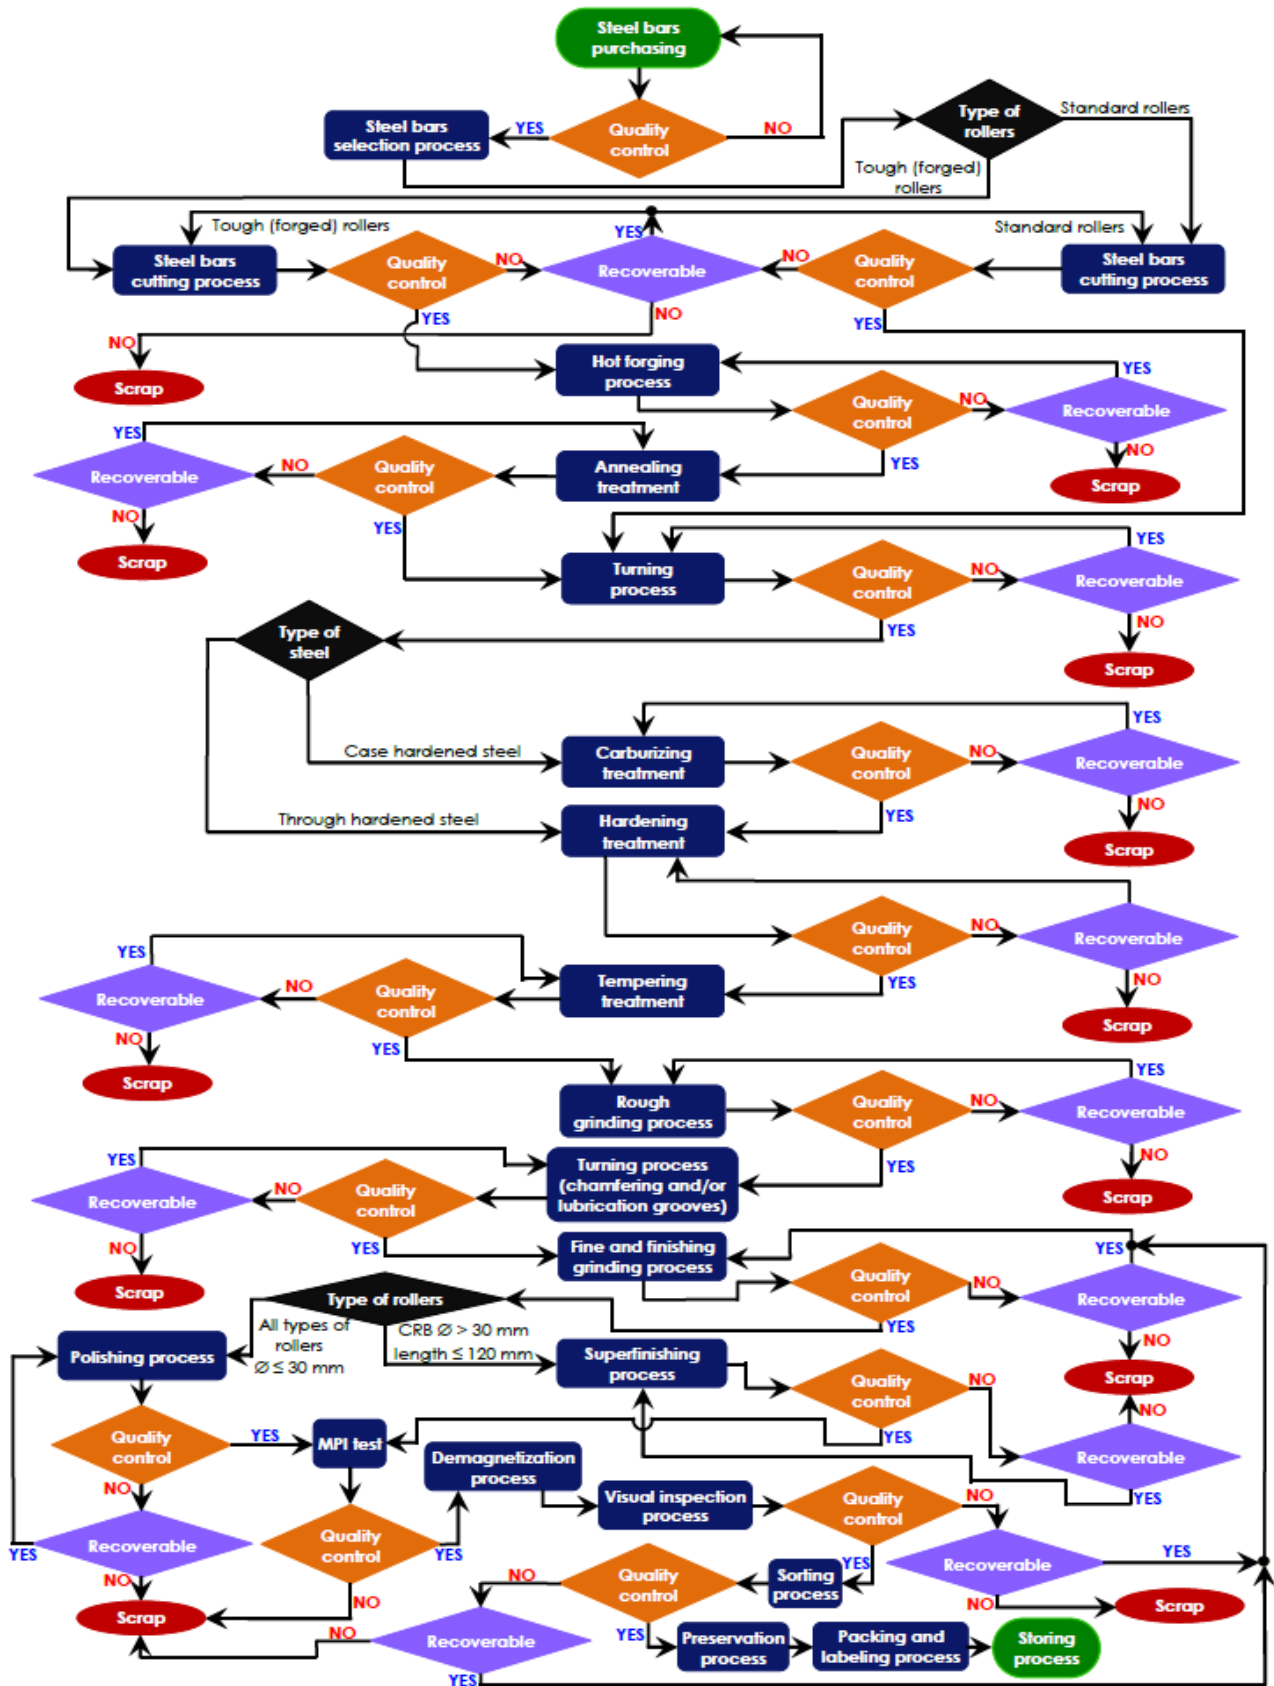 Steel bars
purchasing
Type of
rollers
Standard rollers
Steel bars
selection process
YES
Quality
control
NO
Tough (forged)
rollers
Tough (forged) rollers
YES
Standard rollers
Steel bars
cutting process
Quality
control
NO
Recoverable
NO
Quality
control
Steel bars
cutting process
YES
NO
YES
NO
Scrap
Hot forging
process
YES
Quality
control
NO
Recoverable
YES
NO
Scrap
YES
Recoverable
NO
Quality
control
Annealing
treatment
NO
YES
Scrap
YES
Turning
process
Quality
control
NO
Recoverable
YES
NO
Scrap
Type of
steel
YES
Case hardened steel
Carburizing
treatment
Quality
control
NO
Recoverable
YES
NO
Scrap
Through hardened steel
Hardening
treatment
Quality
control
NO
Recoverable
YES
NO
Scrap
YES
Recoverable
NO
Quality
control
Tempering
treatment
NO
YES
Scrap
YES
Rough
grinding process
Quality
control
NO
Recoverable
YES
NO
Scrap
YES
Recoverable
NO
Quality
control
Turning process
(chamfering and/or
lubrication grooves)
NO
YES
Scrap
Fine and finishing
grinding process
YES
Quality
control
NO
Recoverable
YES
NO
Scrap
Type of rollers
All types of
rollers
Ø ≤ 30 mm
CRB Ø > 30 mm
length ≤ 120 mm
Polishing process
Superfinishing
process
Quality
control
NO
NO
YES
Recoverable
YES
Quality
control
YES
MPI test
NO
Recoverable
YES
NO
Scrap
Quality
control
YES
NO
Demagnetization
process
Visual inspection
process
Quality
control
NO
YES
Recoverable
YES
NO
Scrap
Sorting
process
Quality
control
NO
YES
Recoverable
NO
YES
Preservation
process
Packing and
labeling process
Storing
process